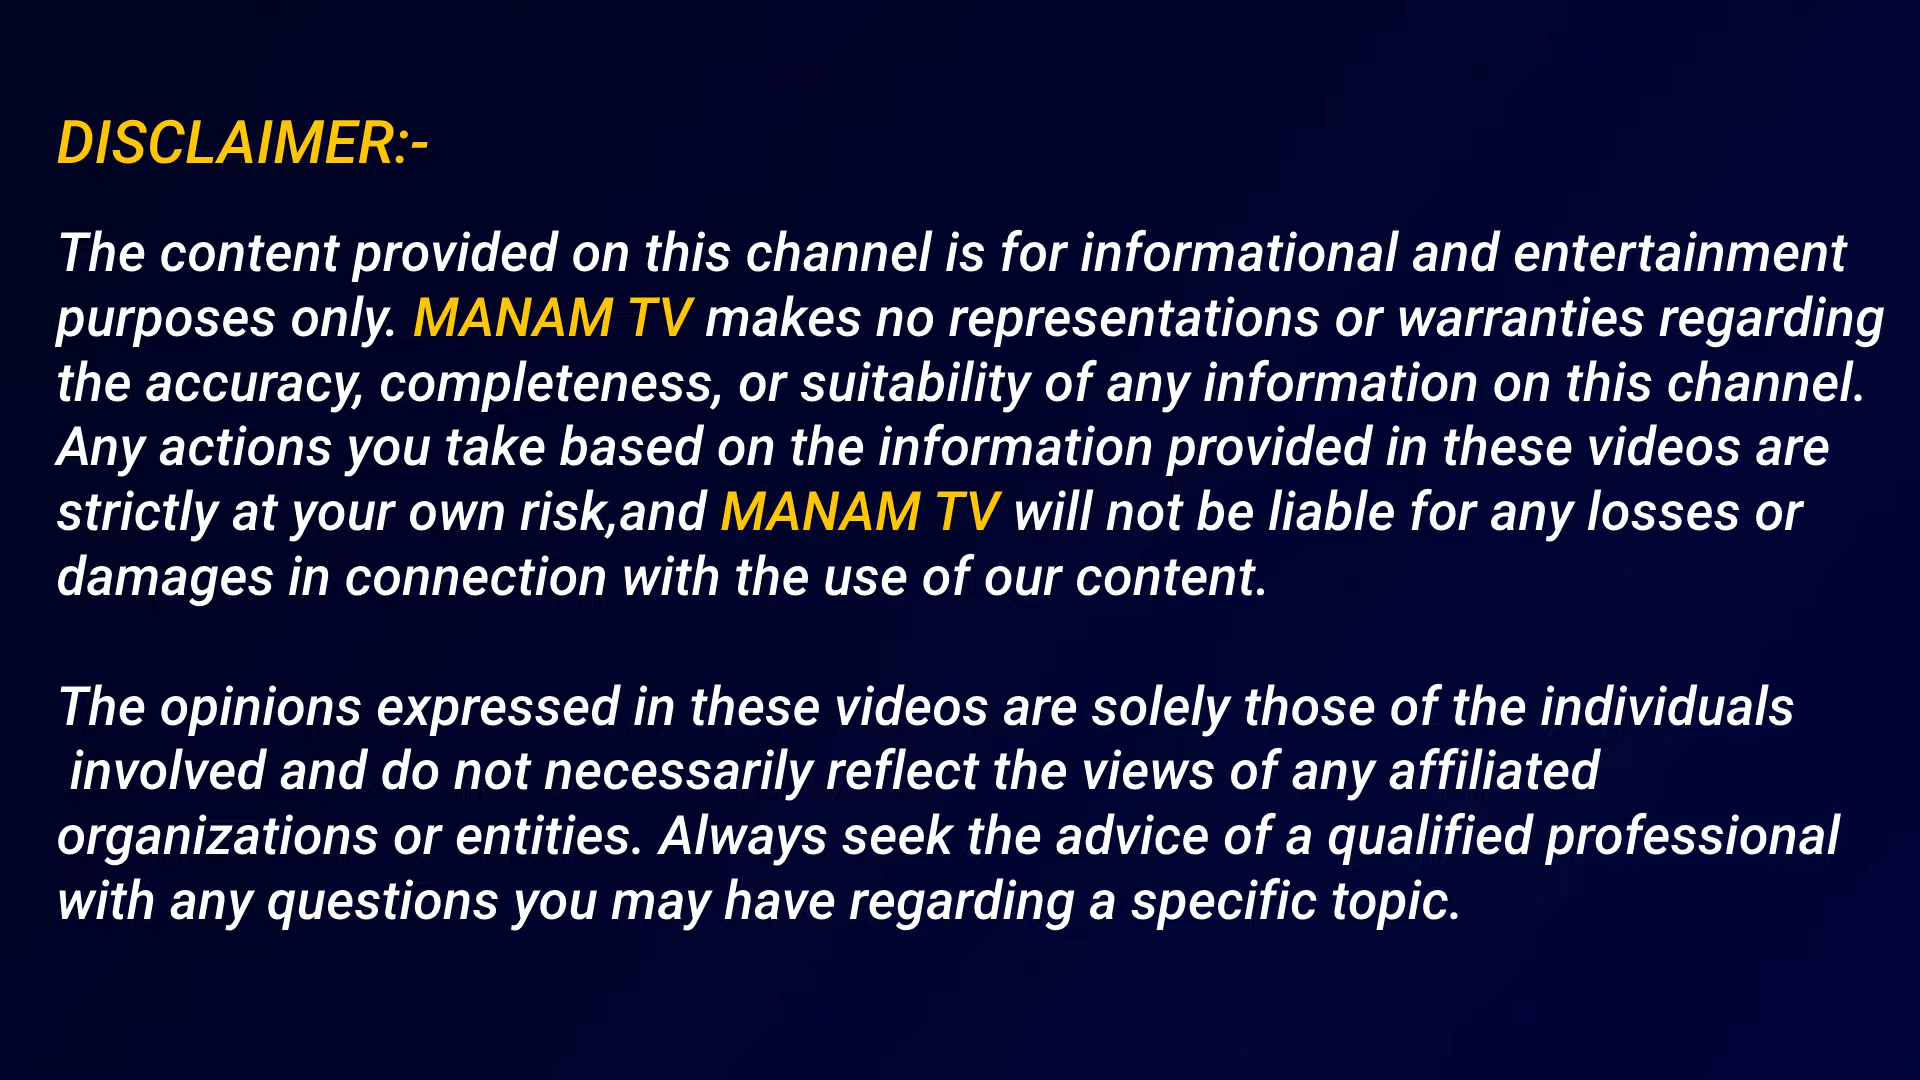 DISCLAIMER:-
The content provided on this channel is for informational and entertainment
purposes only. MANAM TV makes no representations or warranties regarding
the accuracy, completeness, or suitability of any information on this channel.
Any actions you take based on the information provided in these videos are
strictly at your own risk,and MANAM TV will not be liable for any losses or
damages in connection with the use of our content.
The opinions expressed in these videos are solely those of the individuals
involved and do not necessarily reflect the views of any affiliated
organizations or entities. Always seek the advice of a qualified professional
with any questions you may have regarding a specific topic.